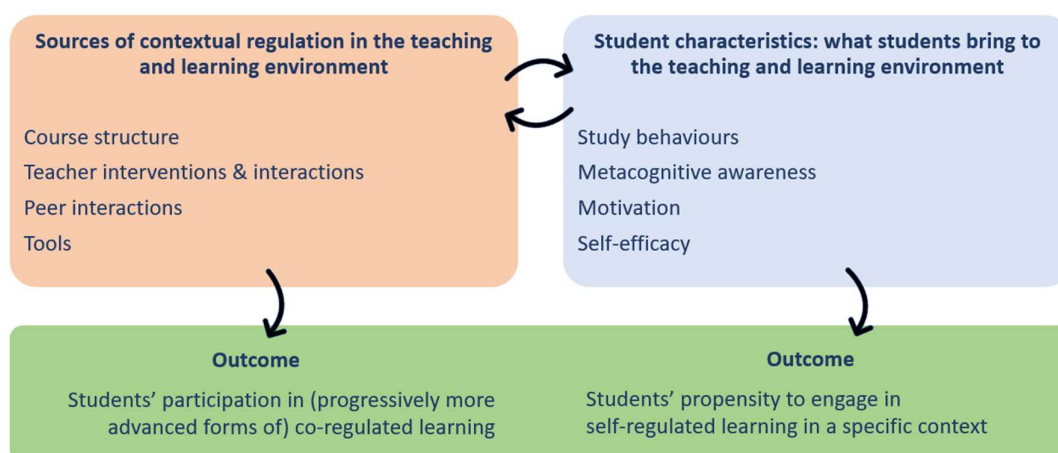 Sources of contextual regulation in the teaching
and learning environment
Course structure
Teacher interventions & interactions
Peer interactions
Tools
Student characteristics: what students bring to
the teaching and learning environment
Study behaviours
Metacognitive awareness
Motivation
Self-efficacy
Outcome
Students’ participation in (progressively more
advanced forms of) co-regulated learning
Outcome
Students’ propensity to engage in
self-regulated learning in a specific context